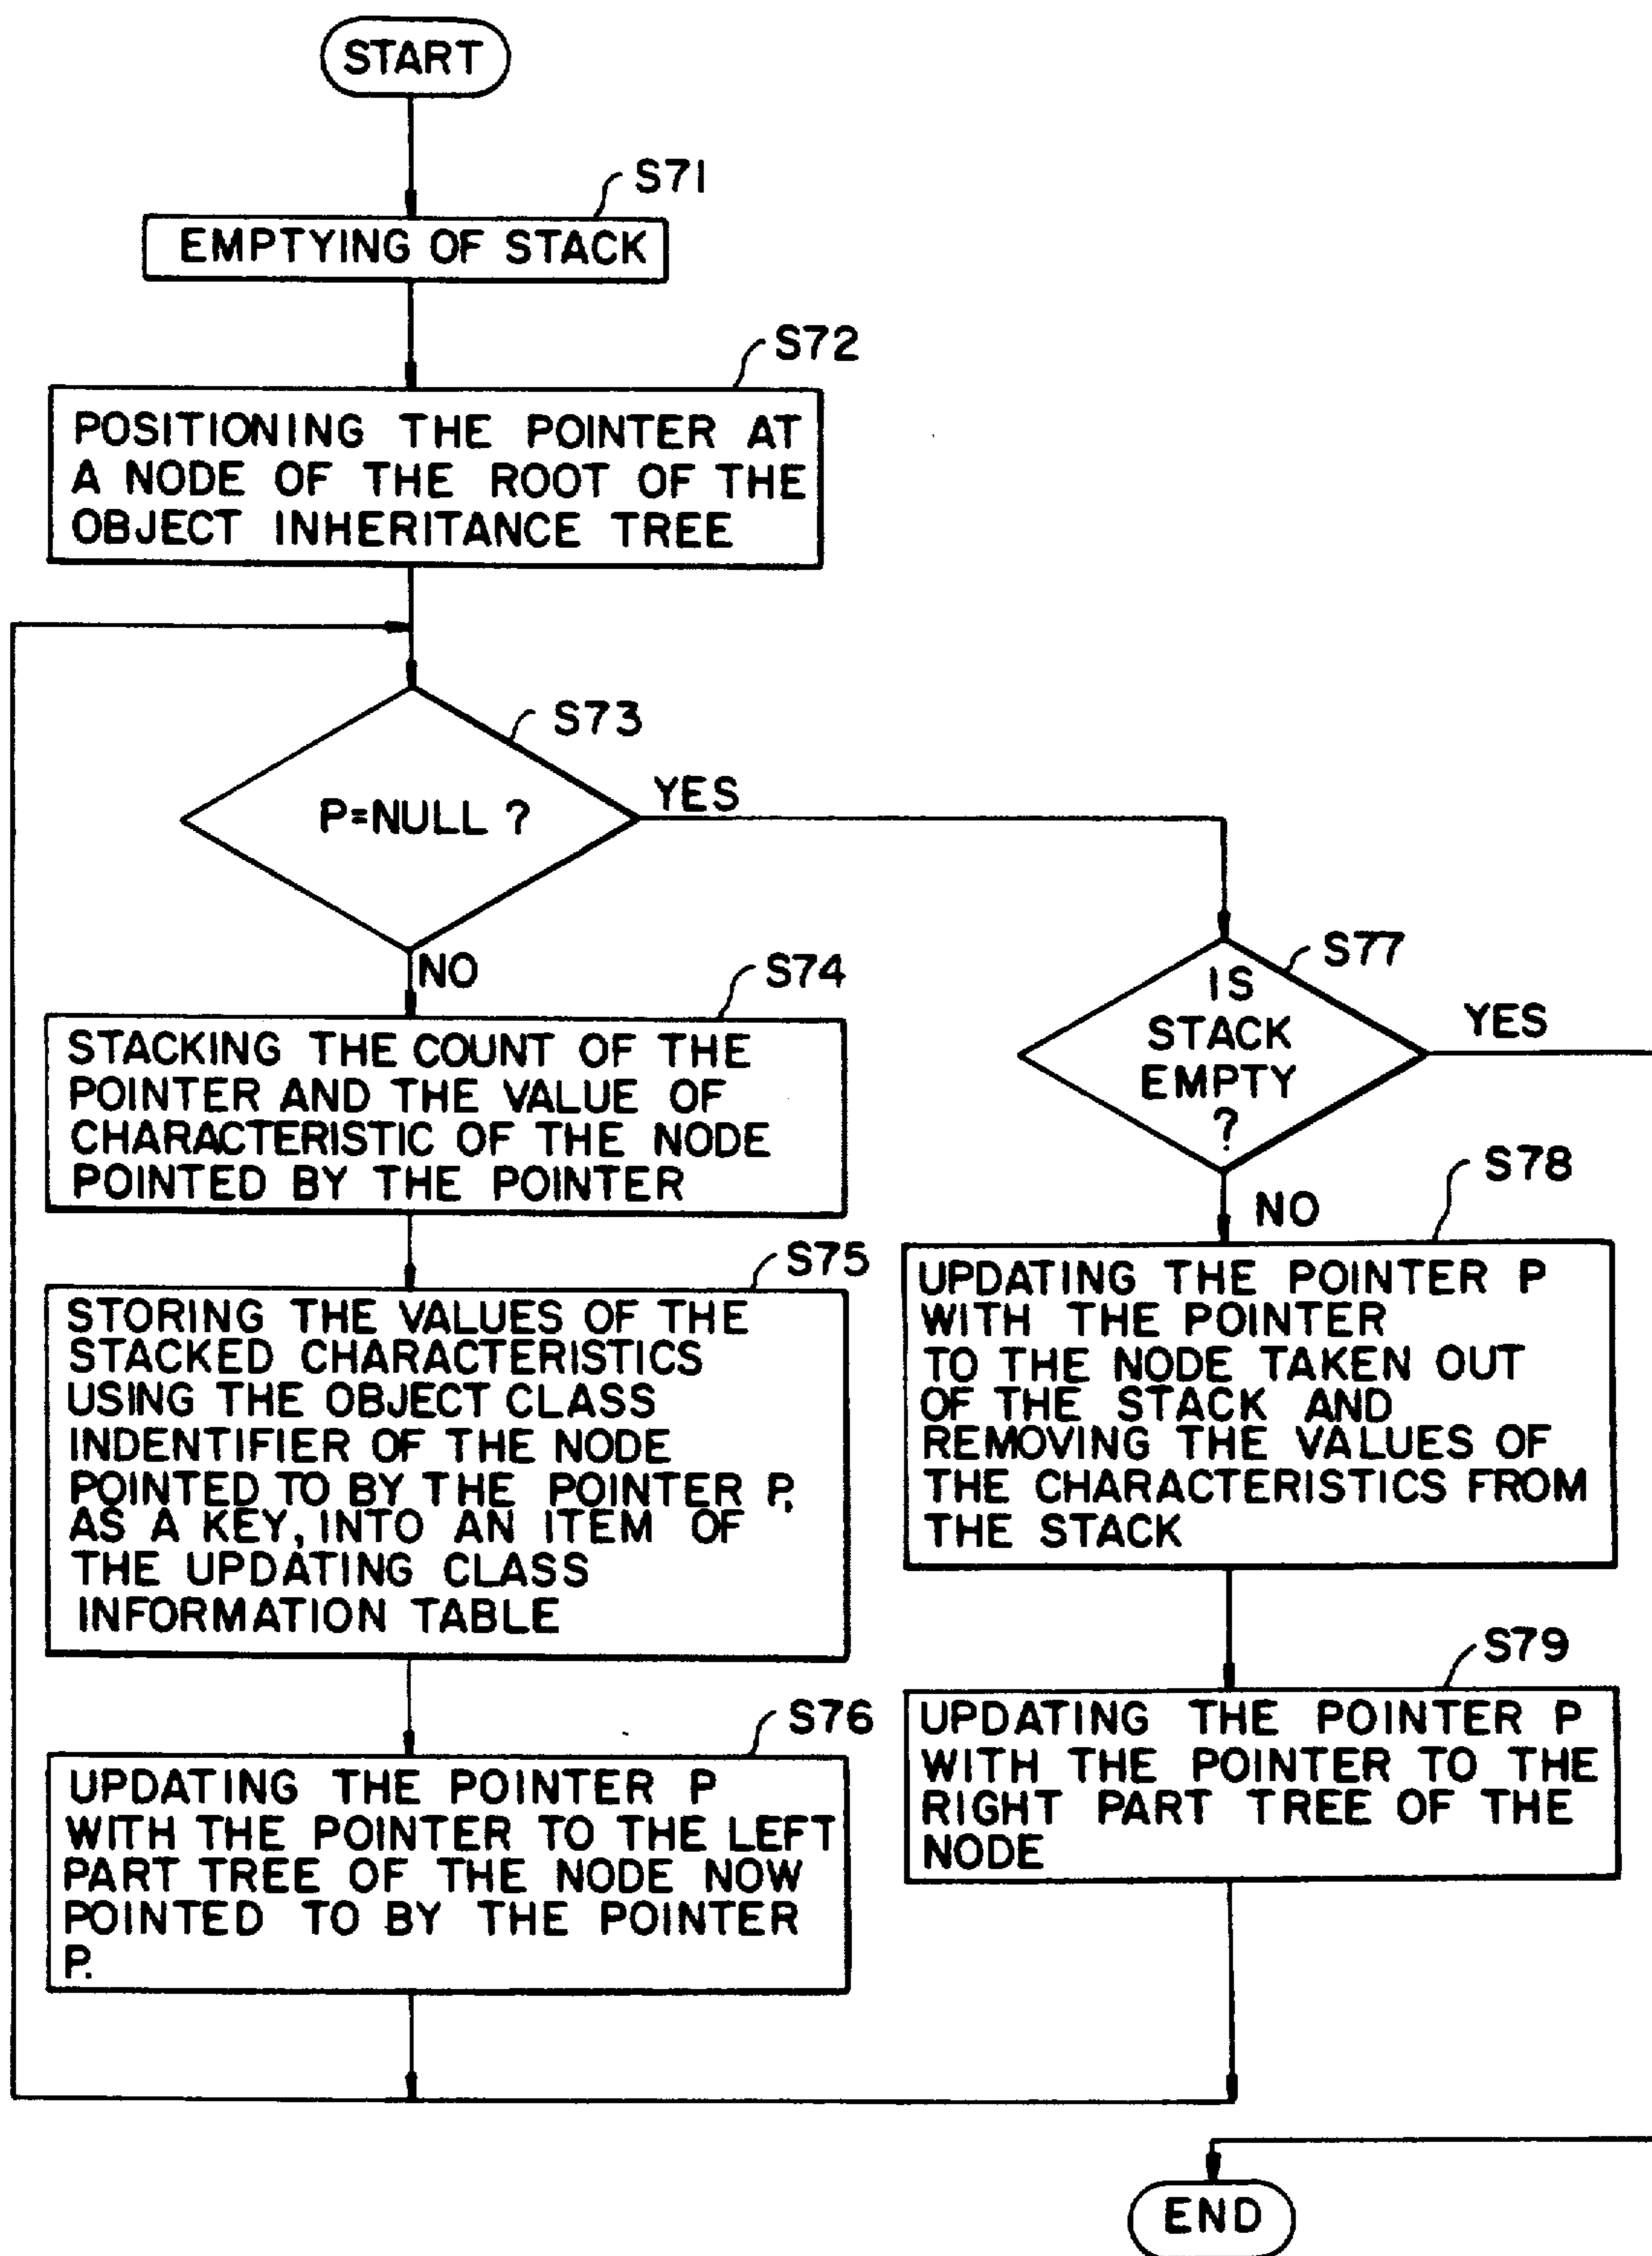 START
S71
EMPTYING OF STACK
S72
POSITIONING THE POINTER AT
A NODE OF THE ROOT OF THE
OBJECT INHERITANCE TREE
S73
P=NULL ?
YES
NO
S74
STACKING THE COUNT OF THE
POINTER AND THE VALUE OF
CHARACTERISTIC OF THE NODE
POINTED BY THE POINTER
S75
STORING THE VALUES OF THE
STACKED CHARACTERISTICS
USING THE OBJECT CLASS
INDENTIFIER OF THE NODE
POINTED TO BY THE POINTER P,
AS A KEY, INTO AN ITEM OF
THE UPDATING CLASS
INFORMATION TABLE
S76
UPDATING THE POINTER P
WITH THE POINTER TO THE LEFT
PART TREE OF THE NODE NOW
POINTED TO BY THE POINTER
P.
S77
IS
STACK
EMPTY
?
YES
NO
S78
UPDATING THE POINTER P
WITH THE POINTER
TO THE NODE TAKEN OUT
OF THE STACK AND
REMOVING THE VALUES OF
THE CHARACTERISTICS FROM
THE STACK
S79
UPDATING THE POINTER P
WITH THE POINTER TO THE
RIGHT PART TREE OF THE
NODE
END